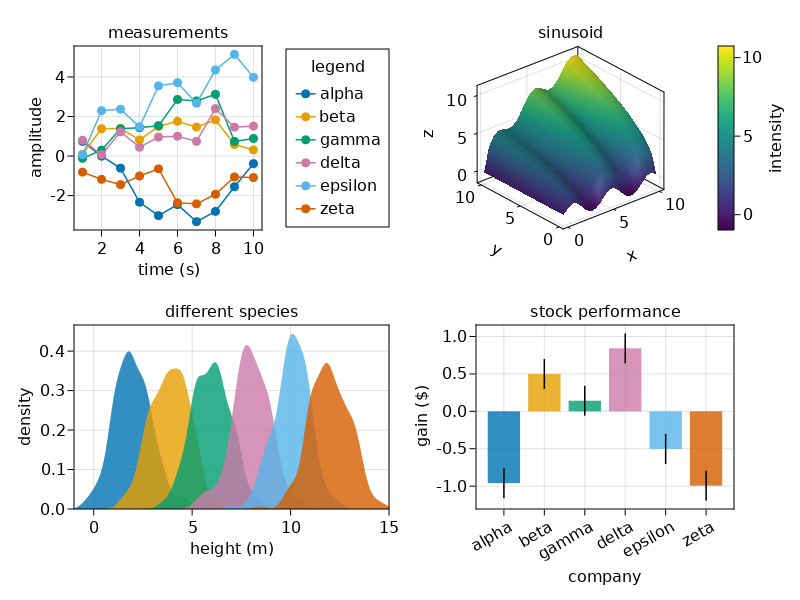 measurements
amplitude
4
2
0
-2
2
4
6
8
10
time (s)
legend
alpha
beta
gamma
delta
epsilon
zeta
sinusoid
z
10
5
0
10
5
0
y
0
5
10
x
10
5
0
intensity
different species
density
0.4
0.3
0.2
0.1
0.0
0
5
10
15
height (m)
stock performance
gain ($)
1.0
0.5
0.0
-0.5
-1.0
alpha
beta
gamma
delta
epsilon
zeta
company